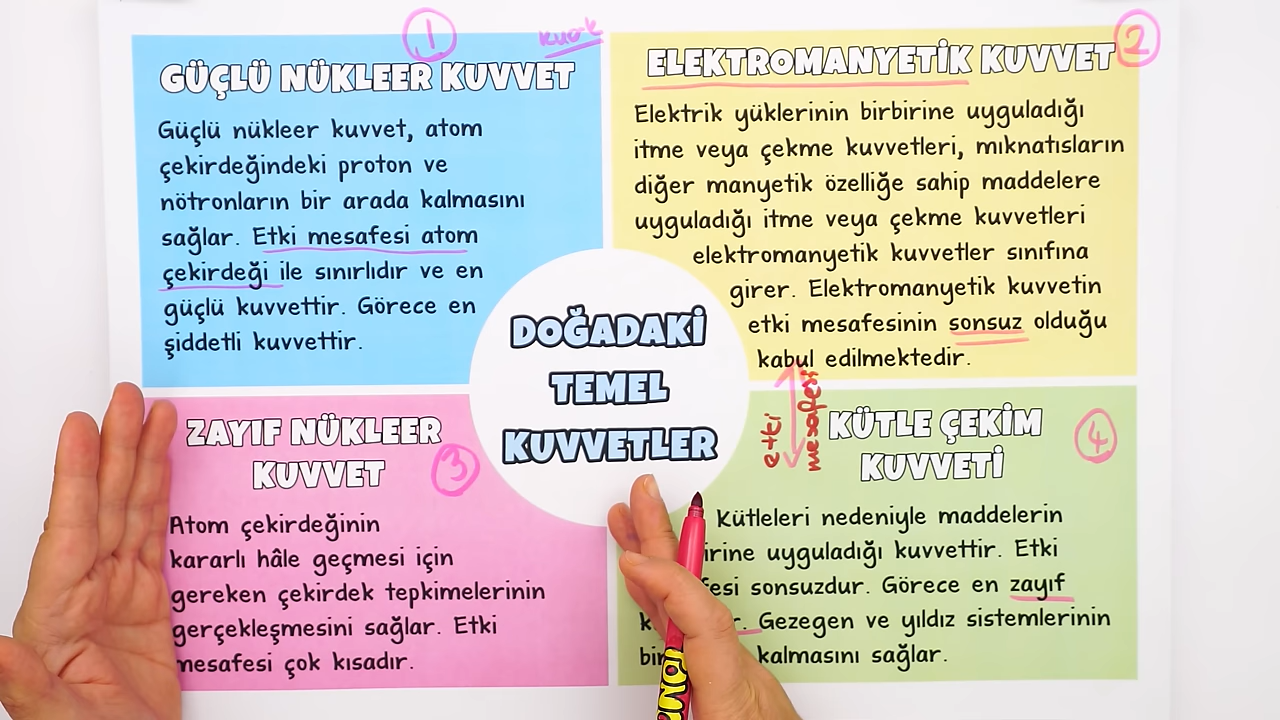 1
kuark
GÜÇLÜ NÜKLEER KUVVET
Güçlü nükleer kuvvet, atom
çekirdeğindeki proton ve
nötronların bir arada kalmasını
sağlar. Etki mesafesi atom
çekirdeği ile sınırlıdır ve en
güçlü kuvvettir. Görece en
şiddetli kuvvettir.
2
ELEKTROMANYETİK KUVVET
Elektrik yüklerinin birbirine uyguladığı
itme veya çekme kuvvetleri, mıknatısların
diğer manyetik özelliğe sahip maddelere
uyguladığı itme veya çekme kuvvetleri
elektromanyetik kuvvetler sınıfına
girer. Elektromanyetik kuvvetin
etki mesafesinin sonsuz olduğu
kabul edilmektedir.
DOĞADAKİ
TEMEL
KUVVETLER
ZAYIF NÜKLEER
KUVVET
3
Atom çekirdeğinin
kararlı hâle geçmesi için
gereken çekirdek tepkimelerinin
gerçekleşmesini sağlar. Etki
mesafesi çok kısadır.
etki
mesafesi
KÜTLE ÇEKİM
KUVVETİ
4
Kütleleri nedeniyle maddelerin
uyguladığı kuvvettir. Etki
sonsuzdur. Görece en zayıf
Gezegen ve yıldız sistemlerinin
kalmasını sağlar.